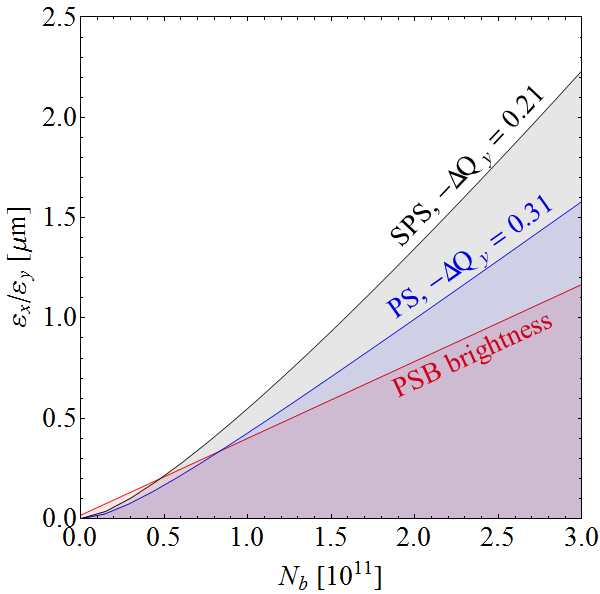 2.5
2.0
1.5
1.0
0.5
0.0
εx/εy [μm]
SPS, −ΔQy = 0.21
PS, −ΔQy = 0.31
PSB brightness
0.0 0.5 1.0 1.5 2.0 2.5 3.0
Nb [10¹¹]